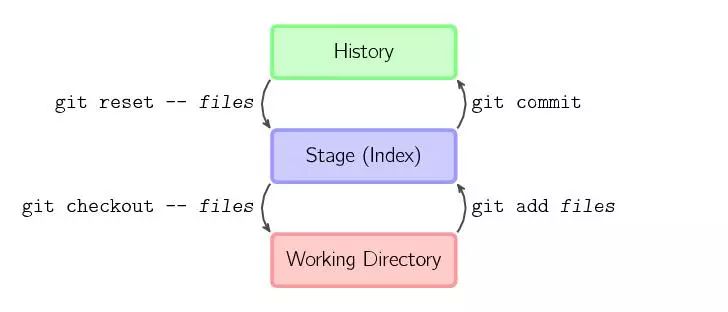 History
git reset -- files
git commit
Stage (Index)
git checkout -- files
git add files
Working Directory